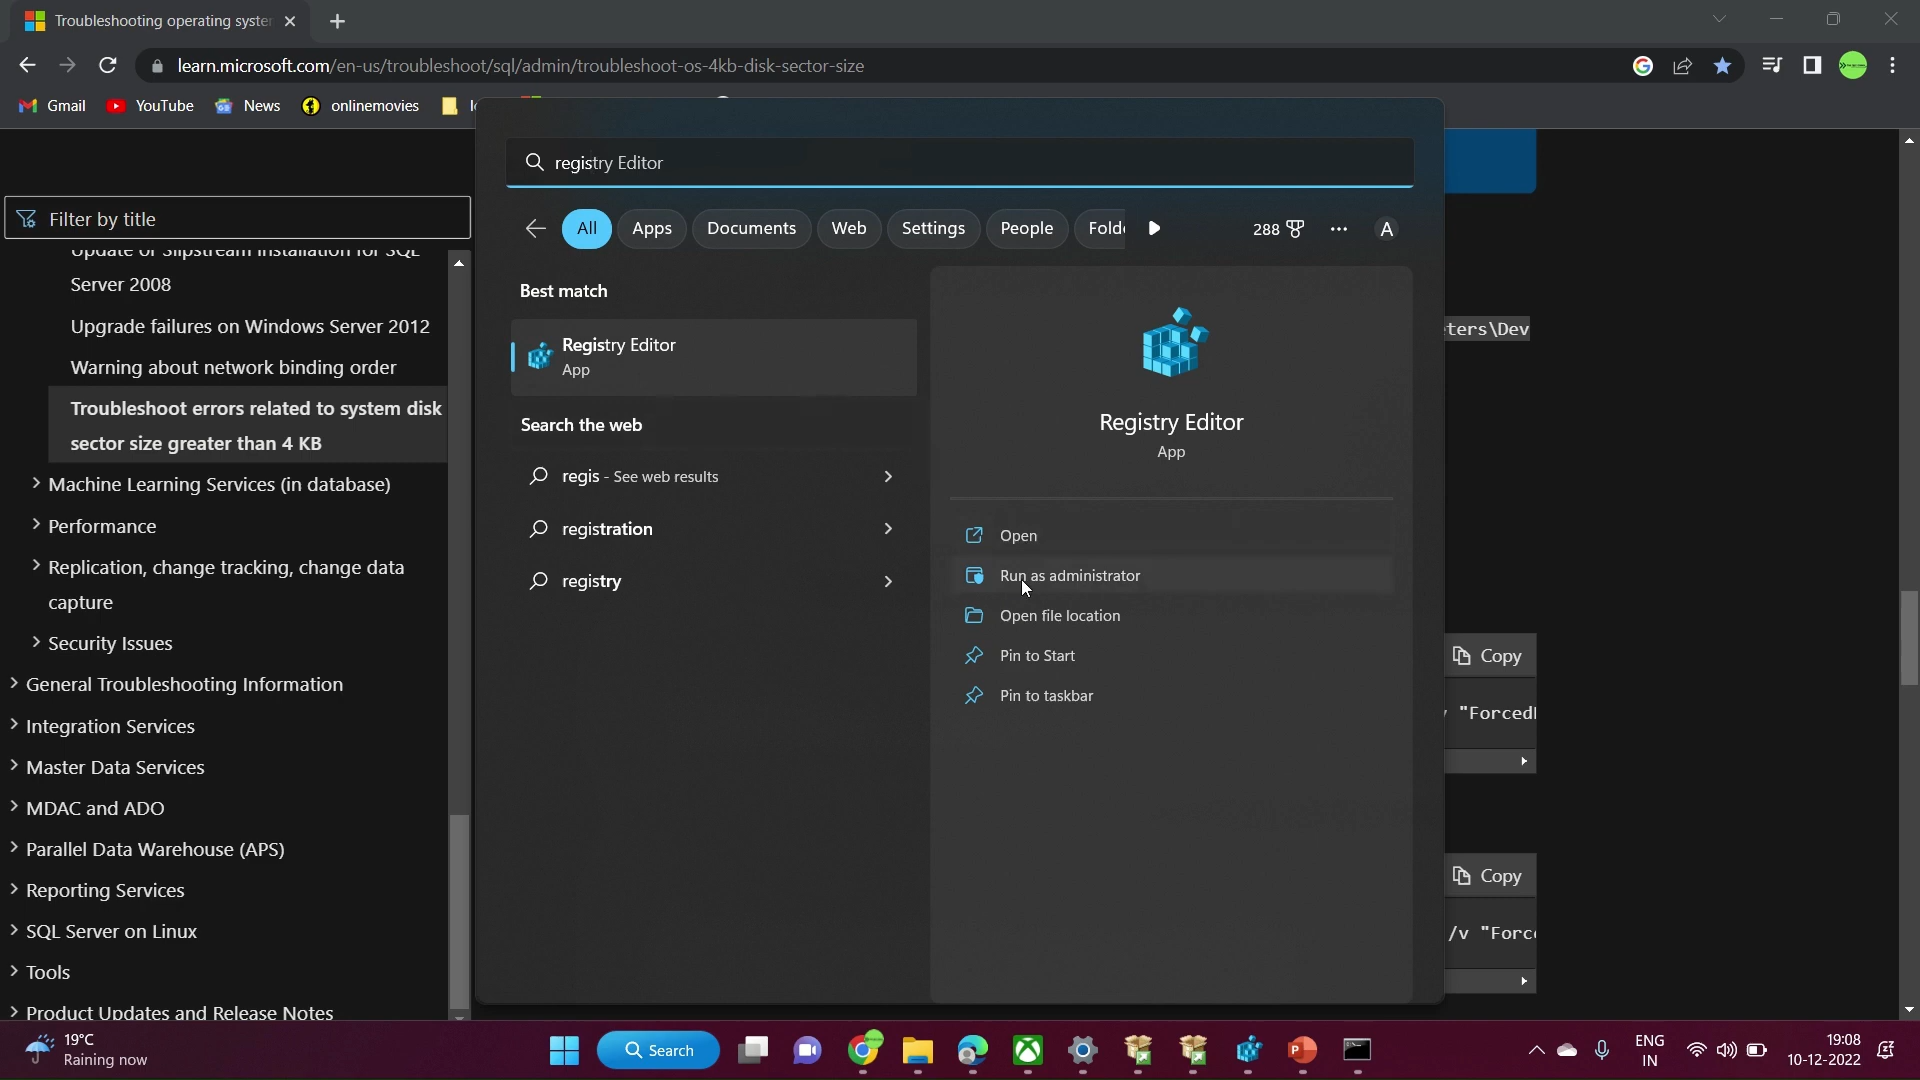 Troubleshooting operating syste
learn.microsoft.com/en-us/troubleshoot/sql/admin/troubleshoot-os-4kb-disk-sector-size
Gmail
YouTube
News
onlinemovies
registry Editor
Filter by title
All
Apps
Documents
Web
Settings
People
Folde
288
A
Update or Slipstream installation for SQL
Server 2008
Upgrade failures on Windows Server 2012
Warning about network binding order
Troubleshoot errors related to system disk
sector size greater than 4 KB
Machine Learning Services (in database)
Performance
Replication, change tracking, change data
capture
Security Issues
General Troubleshooting Information
Integration Services
Master Data Services
MDAC and ADO
Parallel Data Warehouse (APS)
Reporting Services
SQL Server on Linux
Tools
Product Updates and Release Notes
Best match
Registry Editor
App
Search the web
regis - See web results
registration
registry
Registry Editor
App
Open
Run as administrator
Open file location
Pin to Start
Pin to taskbar
ters\Dev
Copy
"Forced
Copy
/v "Forc
19°C
Raining now
Search
ENG
IN
19:08
10-12-2022